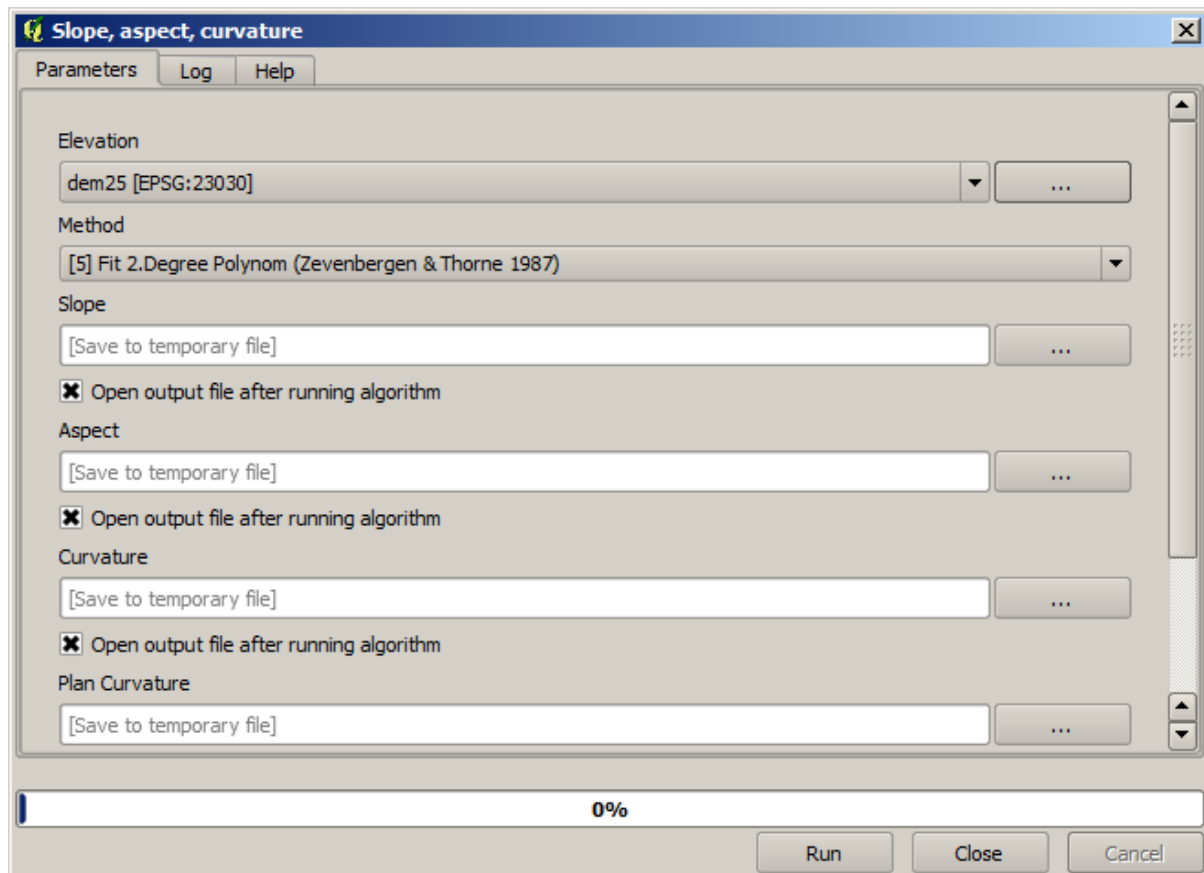 Slope, aspect, curvature
Parameters Log Help
Elevation
dem25 [EPSG:23030] ...
Method
[5] Fit 2.Degree Polynom (Zevenbergen & Thorne 1987)
Slope
[Save to temporary file] ...
Open output file after running algorithm
Aspect
[Save to temporary file] ...
Open output file after running algorithm
Curvature
[Save to temporary file] ...
Open output file after running algorithm
Plan Curvature
[Save to temporary file] ...
0%
Run Close Cancel